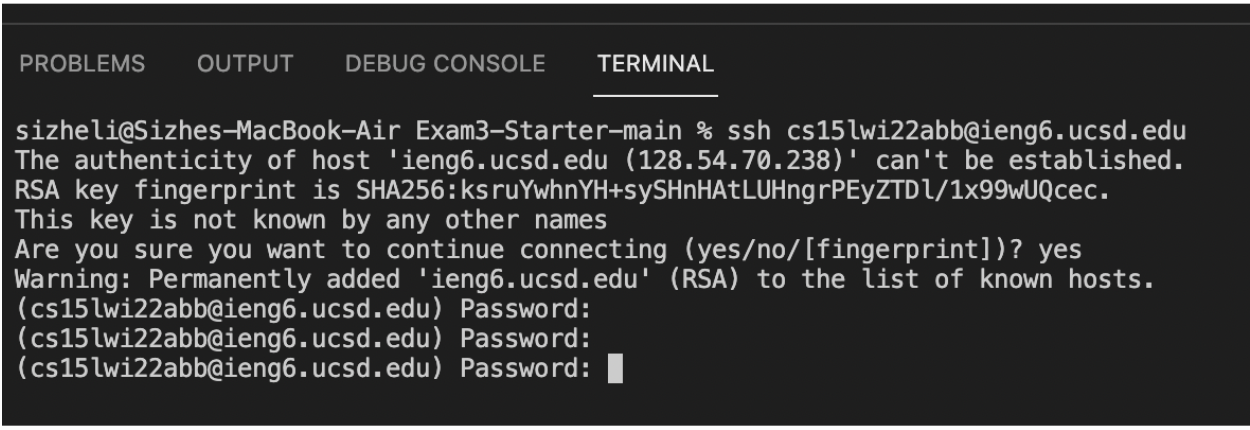 PROBLEMS OUTPUT DEBUG CONSOLE TERMINAL
sizheli@Sizhes-MacBook-Air Exam3-Starter-main % ssh cs15lwi22abb@ieng6.ucsd.edu
The authenticity of host 'ieng6.ucsd.edu (128.54.70.238)' can't be established.
RSA key fingerprint is SHA256:ksruYwhnYH+sySHnHAtLUHngrPEyZTDl/1x99wUQcec.
This key is not known by any other names
Are you sure you want to continue connecting (yes/no/[fingerprint])? yes
Warning: Permanently added 'ieng6.ucsd.edu' (RSA) to the list of known hosts.
(cs15lwi22abb@ieng6.ucsd.edu) Password:
(cs15lwi22abb@ieng6.ucsd.edu) Password:
(cs15lwi22abb@ieng6.ucsd.edu) Password: